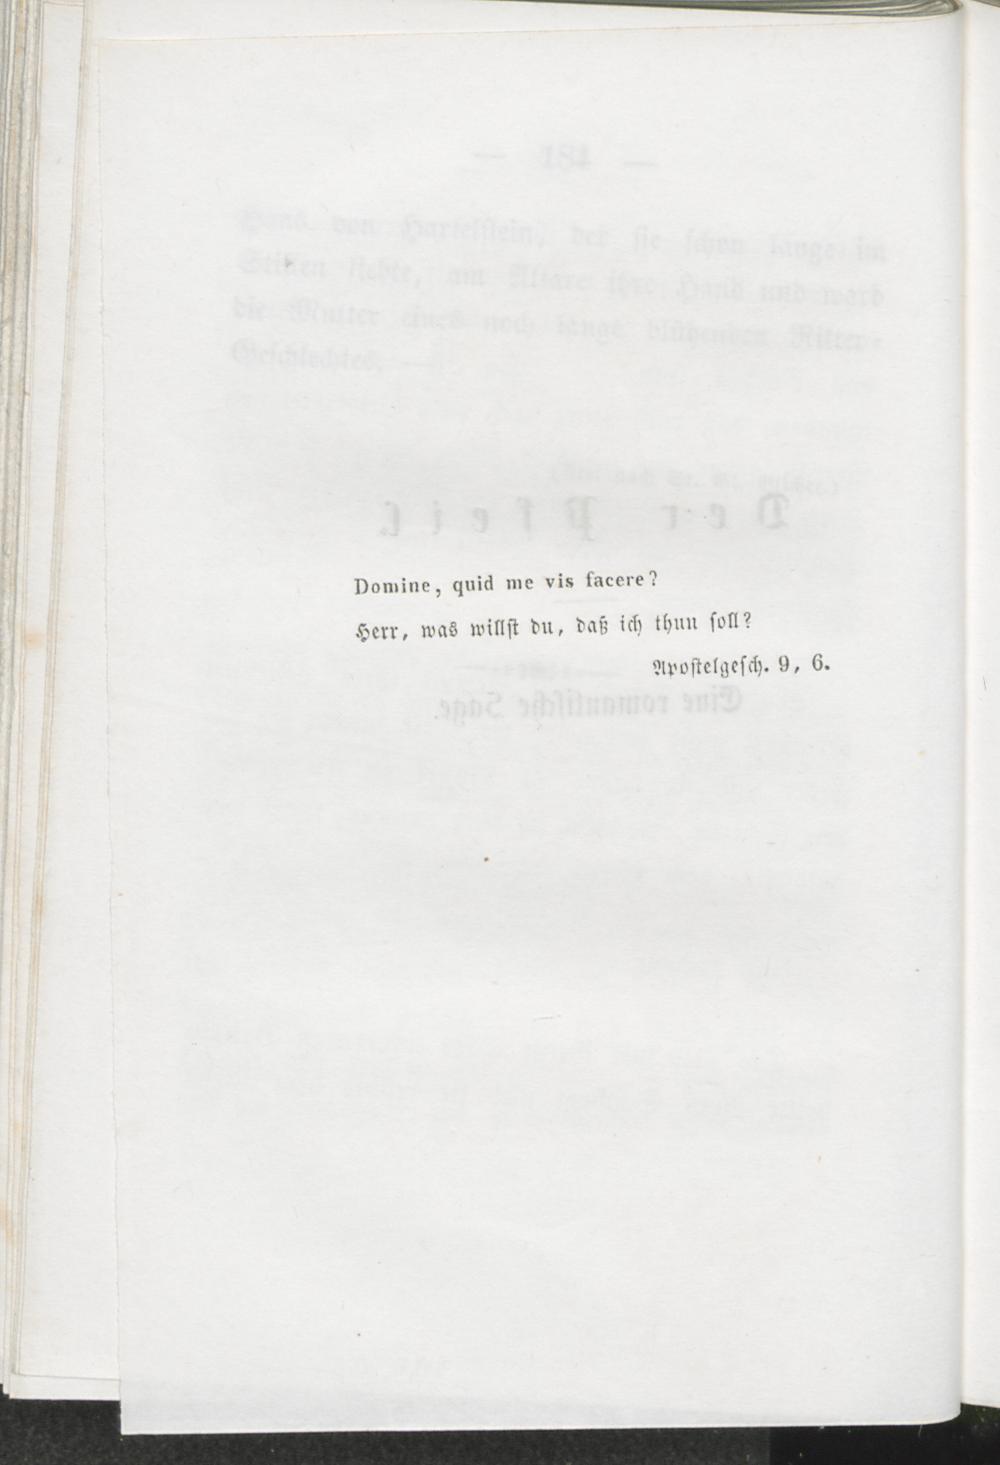 Domine, quid me vis facere?
Herr, was willst du, daß ich thun soll?
Apostelgesch. 9, 6.